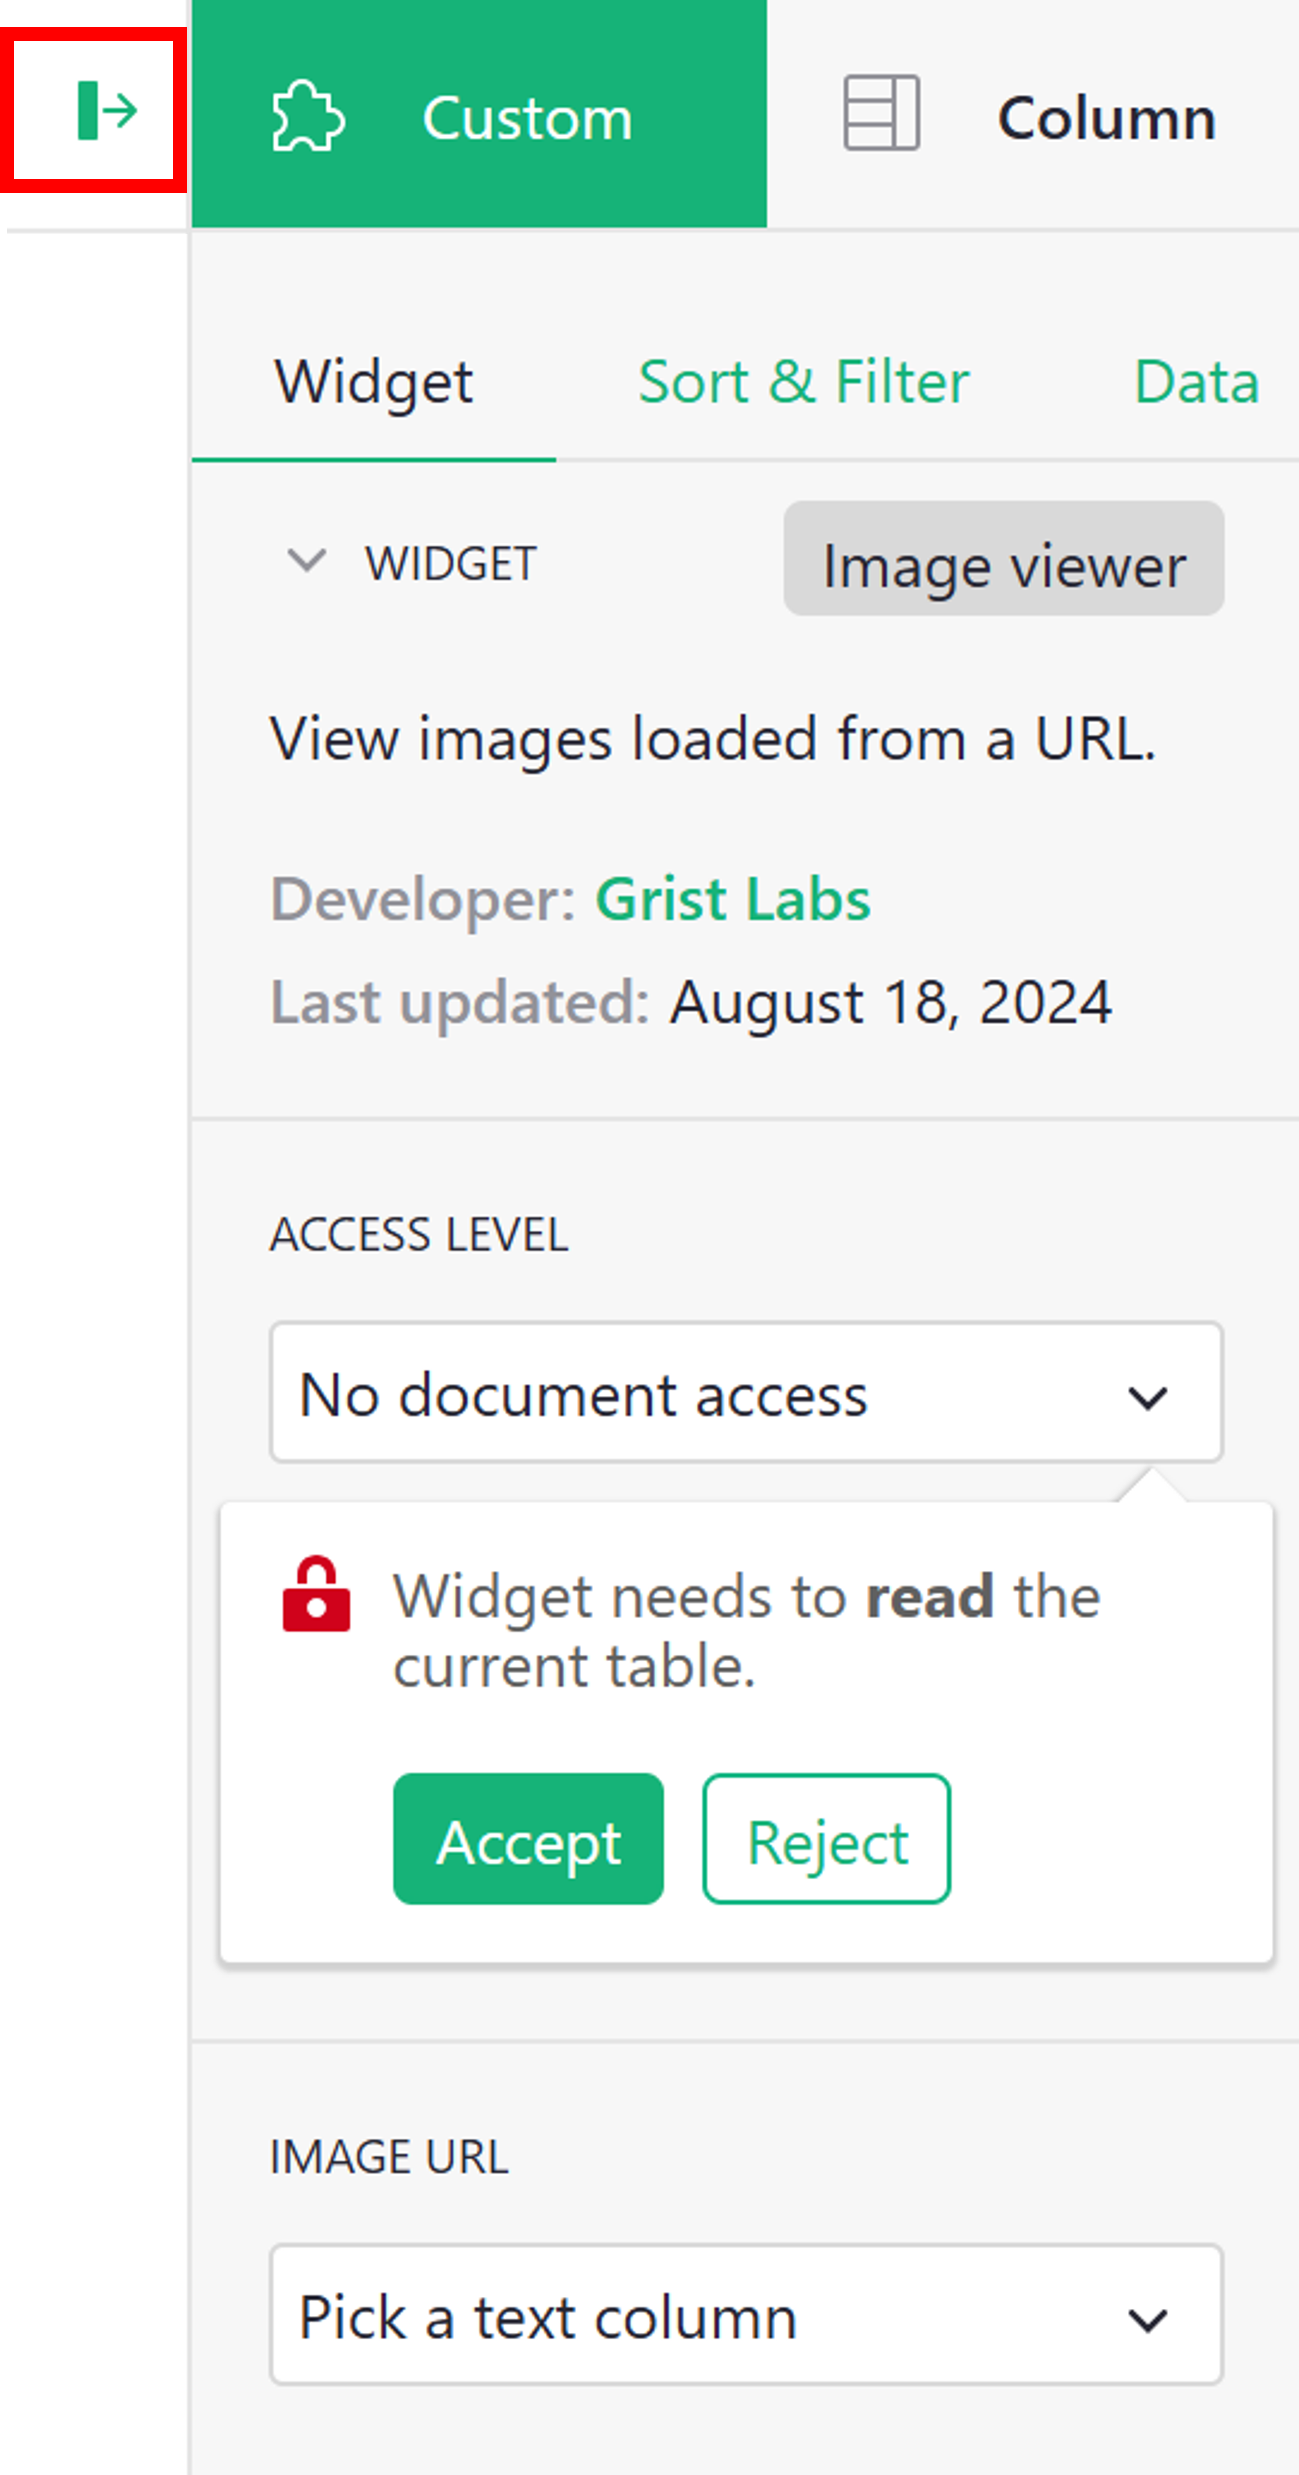 Custom
Column
Widget
Sort & Filter
Data
WIDGET
Image viewer
View images loaded from a URL.
Developer: Grist Labs
Last updated: August 18, 2024
ACCESS LEVEL
No document access
Widget needs to read the
current table.
Accept
Reject
IMAGE URL
Pick a text column